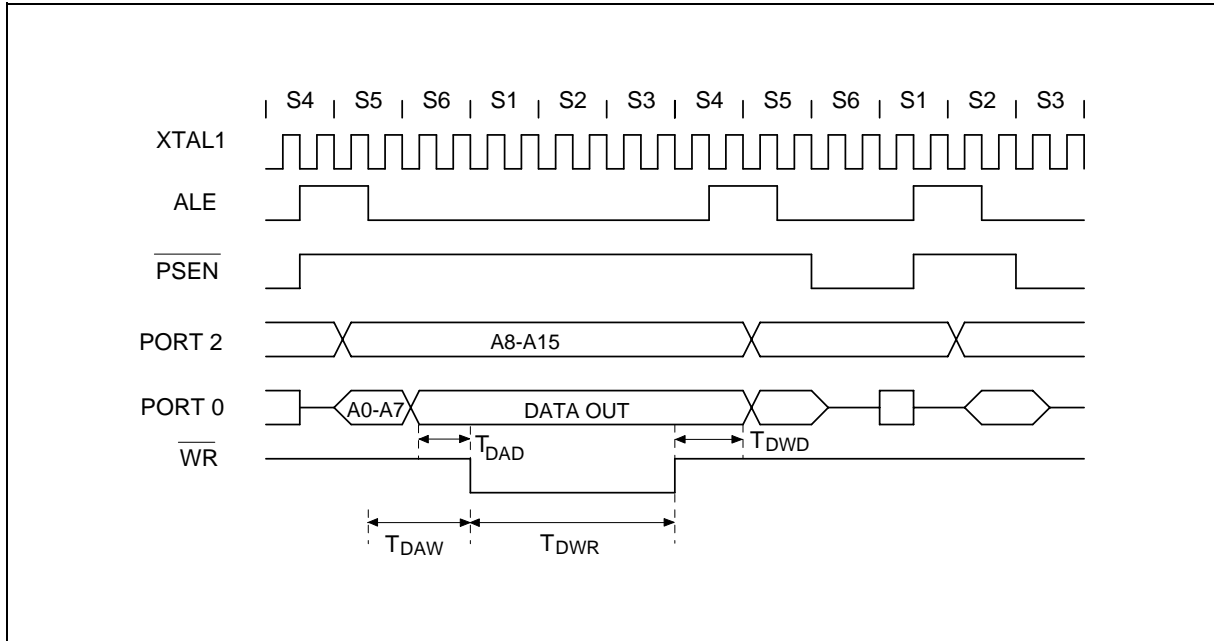 S4 S5 S6 S1 S2 S3 S4 S5 S6 S1 S2 S3
XTAL1
ALE
PSEN
PORT 2 A8-A15
PORT 0 A0-A7 DATA OUT
TDAD TDWD
WR
TDAW TDWR